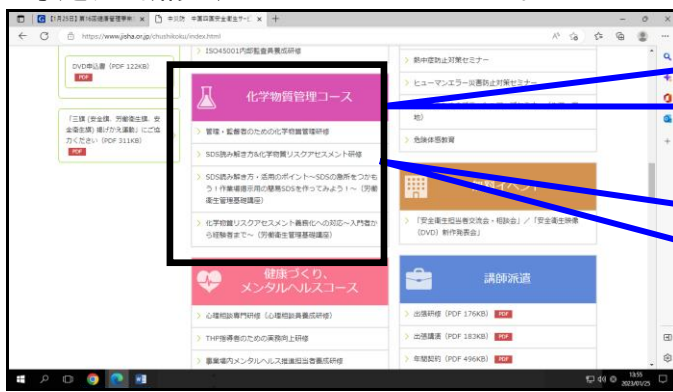 【1月25日】第16回健康管理學
中災防 中国四国安全衛生サービ
https://www.jisha.org.jp/chushikoku/index.html
DVD申込書 (PDF 122KB)
PDF
「三旗 (安全旗、労働衛生旗、安
全衛生旗) 掲げかえ運動」にご協
力ください (PDF 311KB)
PDF
ISO45001内部監査員養成研修
化学物質管理コース
管理・監督者のための化学物質管理研修
SDS読み解き方&化学物質リスクアセスメント研修
SDS読み解き方・活用のポイント～SDSの急所をつかも
う！作業場掲示用の簡易SDSを作ってみよう！～ (労働
衛生管理基礎講座)
化学物質リスクアセスメント義務化への対応～入門者か
ら経験者まで～ (労働衛生管理基礎講座)
健康づくり、
メンタルヘルスコース
心理相談専門研修 (心理相談員養成研修)
THP指導者のための実務向上研修
事業場内メンタルヘルス推進担当者養成研修
熱中症防止対策セミナー
ヒューマンエラー災害防止対策セミナー
地)
危険体感教育
イベント
「安全衛生担当者交流会・相談会」／「安全衛生映像
(DVD) 新作発表会」
講師派遣
出張研修 (PDF 176KB) PDF
出張講演 (PDF 183KB) PDF
年間契約 (PDF 496KB) PDF
13:55
2023/01/25